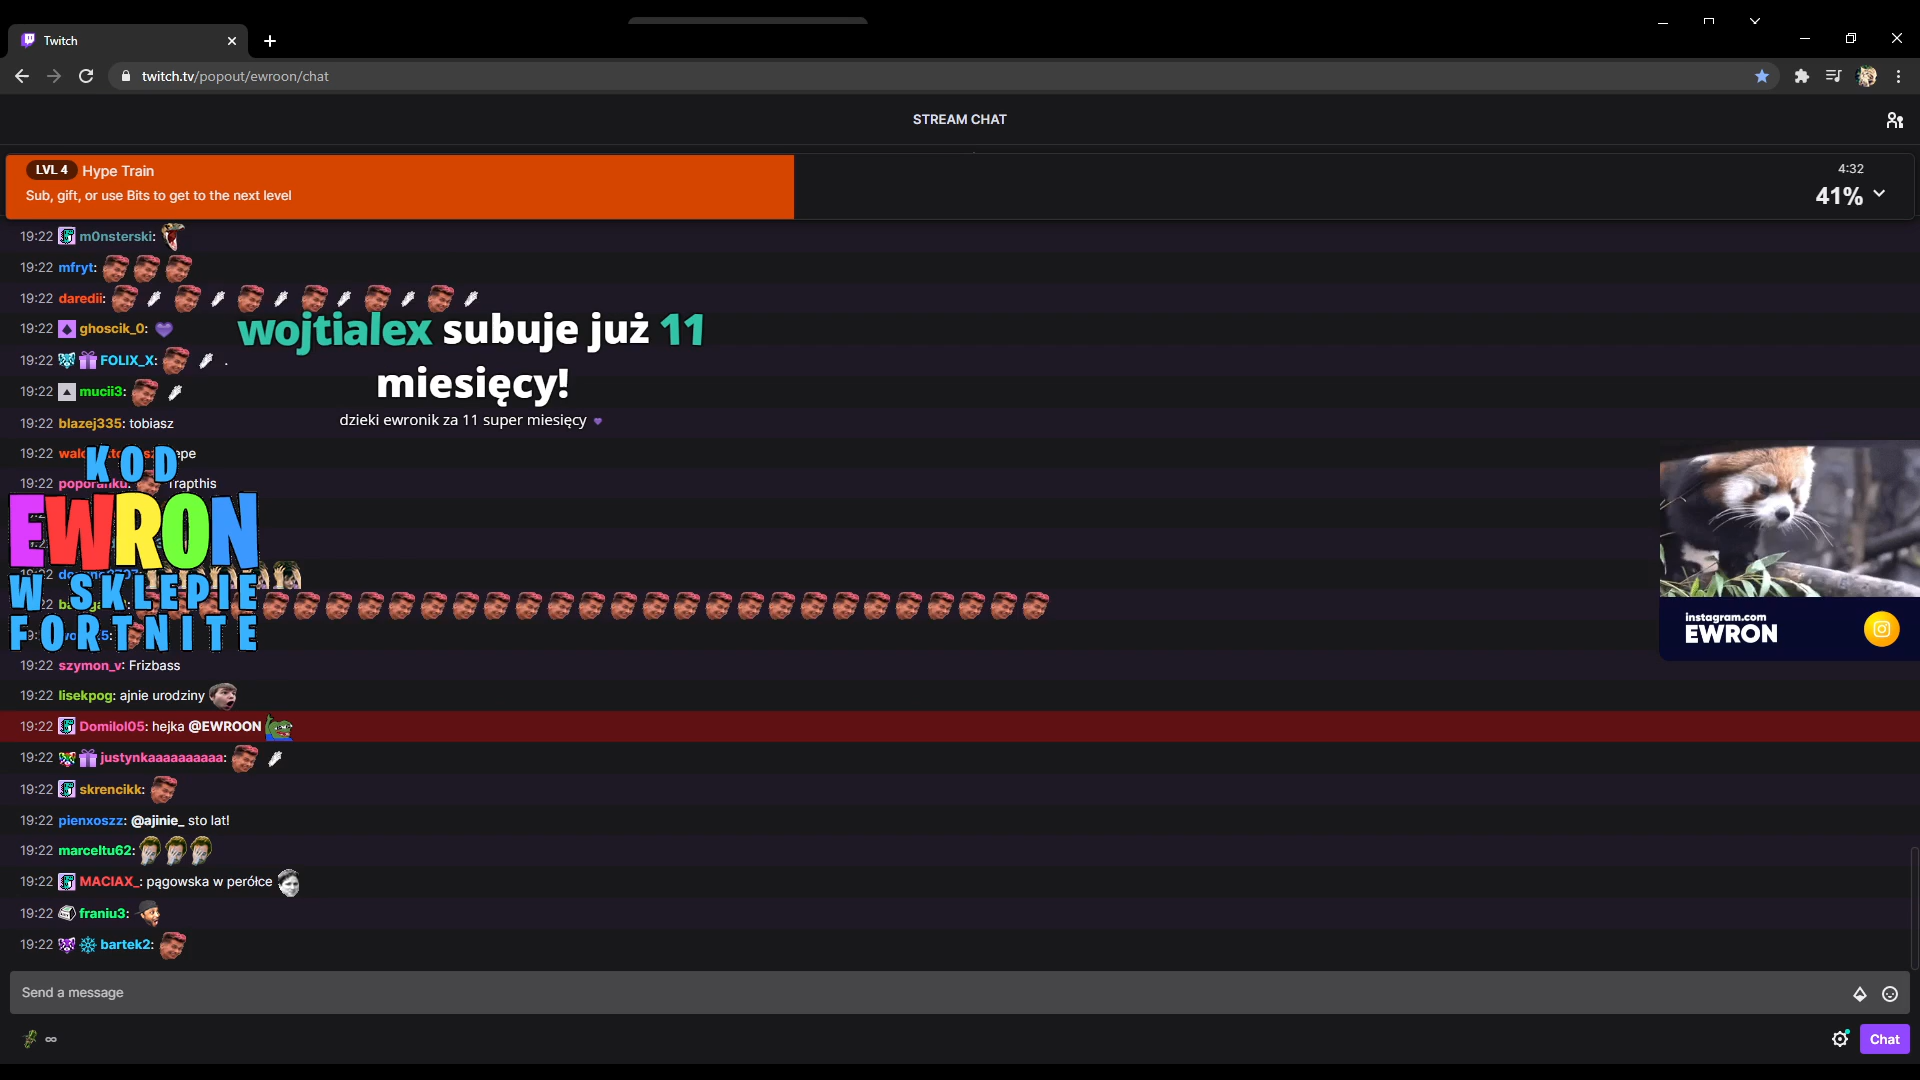 Twitch
twitch.tv/popout/ewroon/chat
STREAM CHAT
LVL 4 Hype Train
Sub, gift, or use Bits to get to the next level
4:32
41%
19:22 m0nsterski:
19:22 mfryt:
19:22 daredii:
19:22 ghoscik_0:
wojtialex subuje już 11
miesięcy!
dzieki ewronik za 11 super miesięcy
19:22 FOLIX_X: .
19:22 mucii3:
19:22 blazej335: tobiasz
19:22
19:22 Trapthis
KOD
EWRON
W SKLEPIE
FORTNITE
instagram.com
EWRON
19:22 szymon_v: Frizbass
19:22 lisekpog: ajnie urodziny
19:22 Domilol05: hejka @EWROON
19:22 justynkaaaaaaaaaa:
19:22 skrencikk:
19:22 pienxoszz: @ajinie_ sto lat!
19:22 marceltu62:
19:22 MACIAX_: pągowska w perółce
19:22 franiu3:
19:22 bartek2:
Send a message
∞
Chat